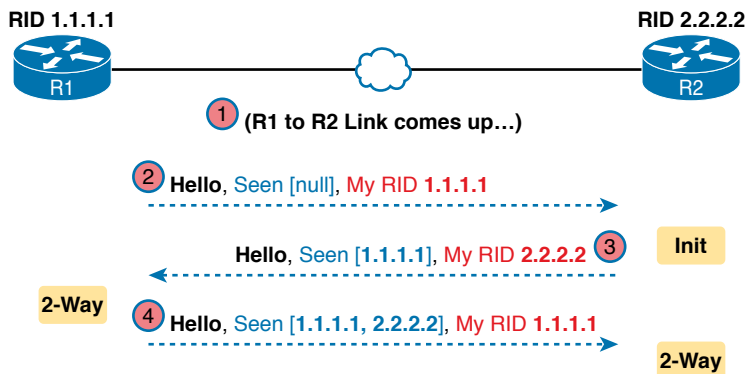 RID 1.1.1.1
RID 2.2.2.2
R1
R2
1 (R1 to R2 Link comes up...)
2 Hello, Seen [null], My RID 1.1.1.1
Hello, Seen [1.1.1.1], My RID 2.2.2.2 3
Init
2-Way
4 Hello, Seen [1.1.1.1, 2.2.2.2], My RID 1.1.1.1
2-Way